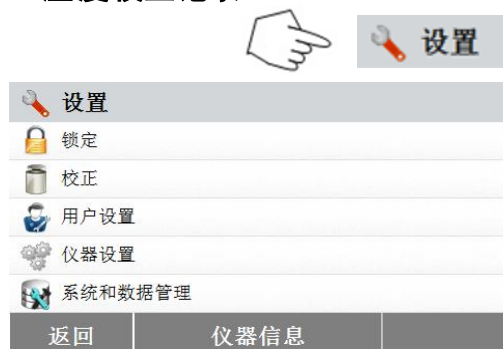 设置
设置
锁定
校正
用户设置
仪器设置
系统和数据管理
返回 仪器信息